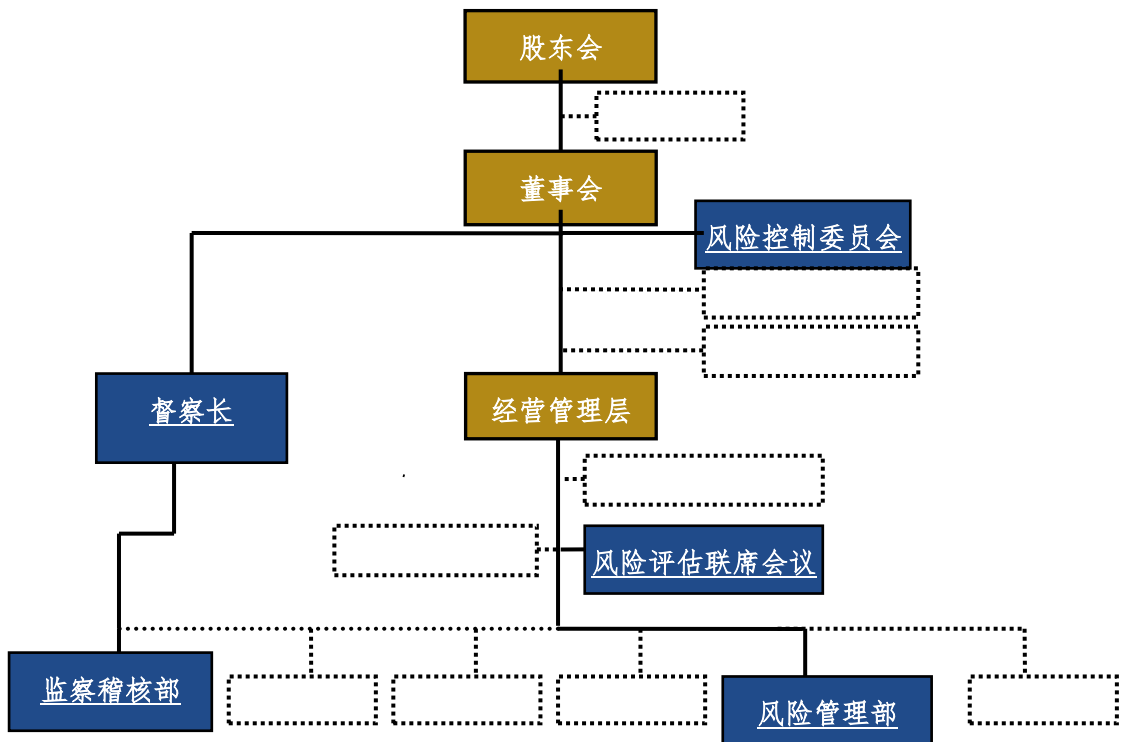 股东会
董事会
风险控制委员会
督察长
经营管理层
风险评估联席会议
监察稽核部
风险管理部